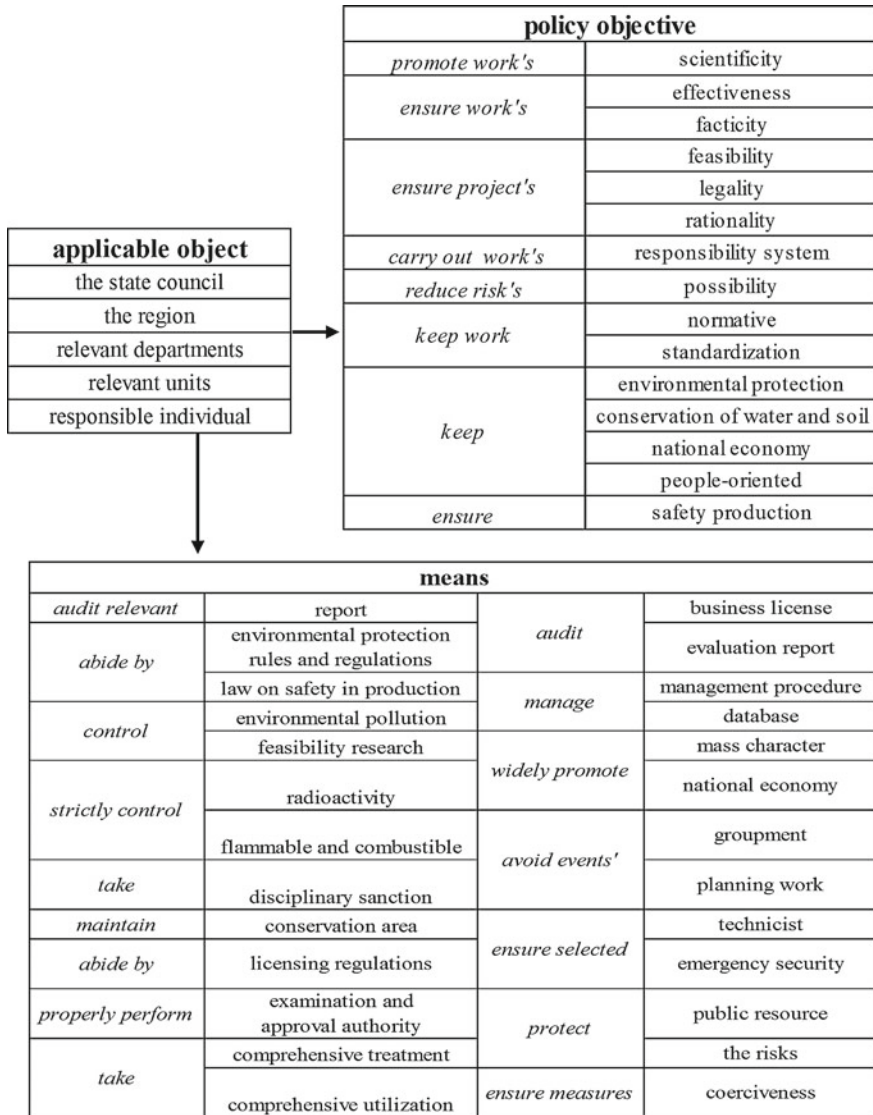 policy objective
promote work's scientificity
ensure work's effectiveness
facticity
ensure project's feasibility
legality
rationality
carry out work's responsibility system
reduce risk's possibility
keep work normative
standardization
keep environmental protection
conservation of water and soil
national economy
people-oriented
ensure safety production
applicable object
the state council
the region
relevant departments
relevant units
responsible individual
means
audit relevant report
abide by environmental protection
rules and regulations
law on safety in production
control environmental pollution
feasibility research
strictly control radioactivity
flammable and combustible
take disciplinary sanction
maintain conservation area
abide by licensing regulations
properly perform examination and
approval authority
take comprehensive treatment
comprehensive utilization
audit business license
evaluation report
manage management procedure
database
widely promote mass character
national economy
avoid events' groupment
planning work
ensure selected technicist
emergency security
protect public resource
the risks
ensure measures coerciveness